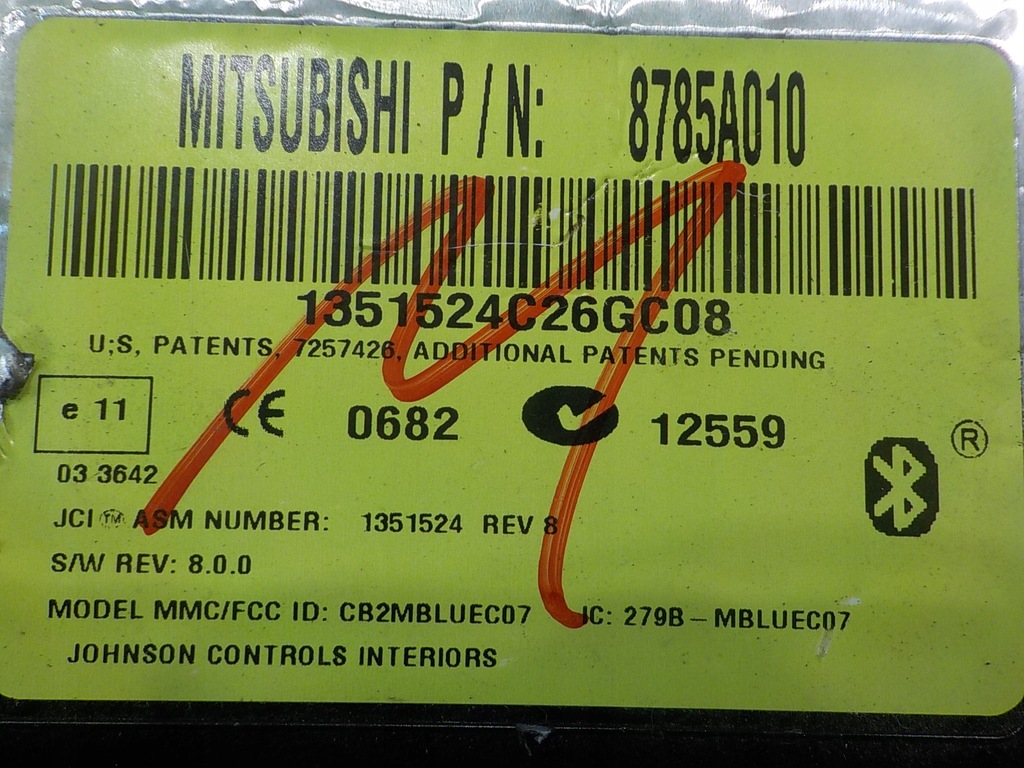 MITSUBISHI P/N: 8785A010
1351524C26GC08
U;S, PATENTS, 7257426, ADDITIONAL PATENTS PENDING
e 11 CE 0682 12559
®
03 3642
JCI™ ASM NUMBER: 1351524 REV 8
S/W REV: 8.0.0
MODEL MMC/FCC ID: CB2MBLUEC07 IC: 279B-MBLUEC07
JOHNSON CONTROLS INTERIORS